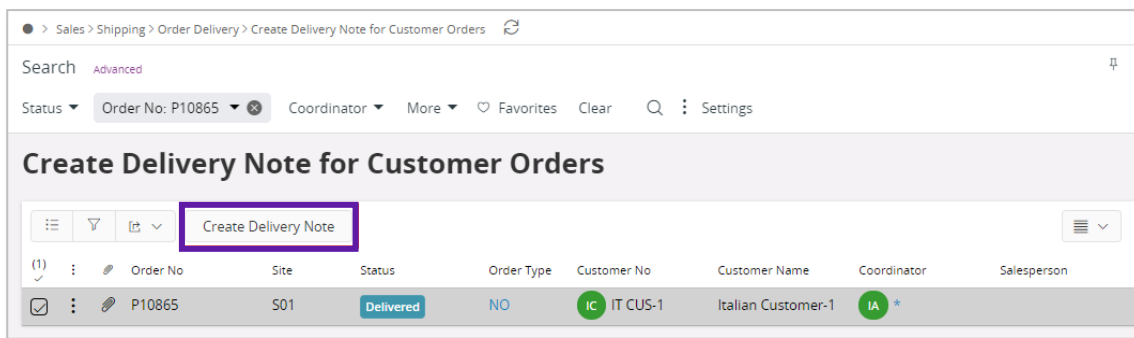 > Sales > Shipping > Order Delivery > Create Delivery Note for Customer Orders
Search Advanced
Status Order No: P10865 Coordinator More Favorites Clear Settings
Create Delivery Note for Customer Orders
Create Delivery Note
(1) Order No Site Status Order Type Customer No Customer Name Coordinator Salesperson
P10865 S01 Delivered NO IC IT CUS-1 Italian Customer-1 IA *